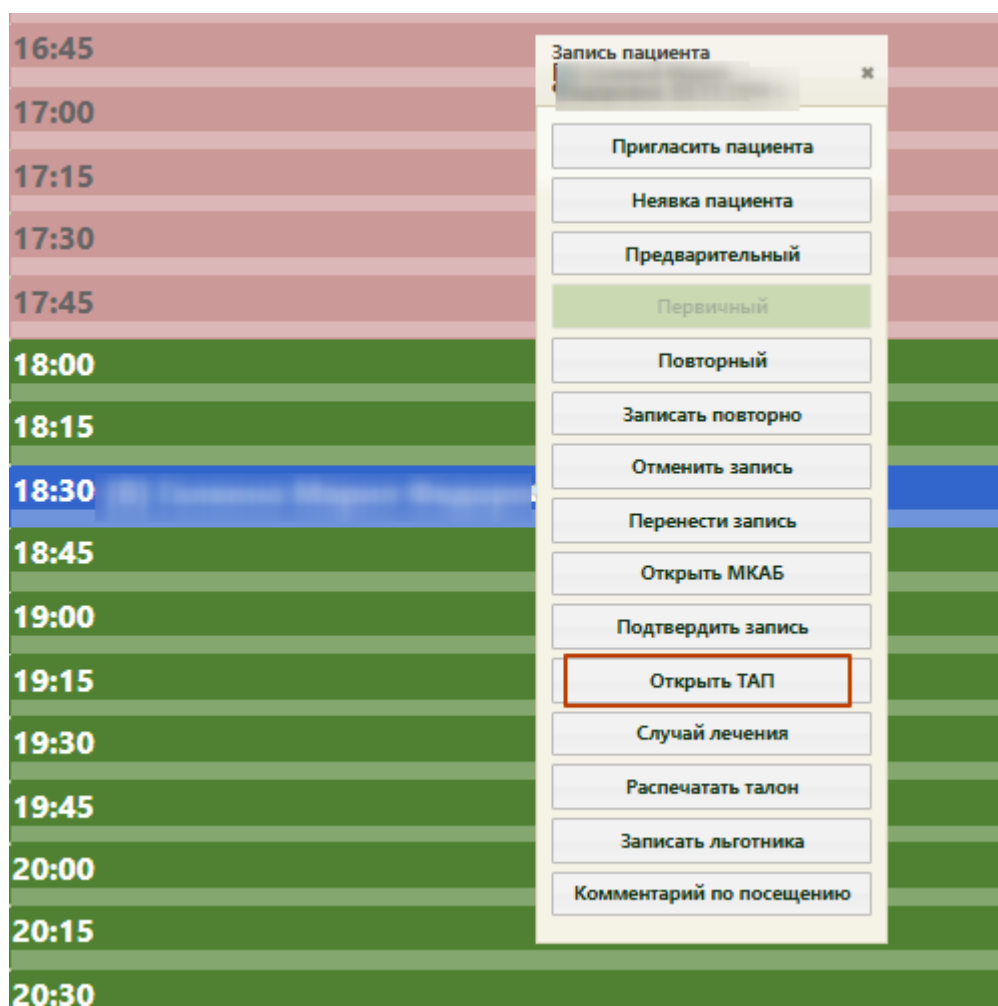 16:45
17:00
17:15
17:30
17:45
18:00
18:15
18:30
18:45
19:00
19:15
19:30
19:45
20:00
20:15
20:30
Запись пациента
Пригласить пациента
Неявка пациента
Предварительный
Первичный
Повторный
Записать повторно
Отменить запись
Перенести запись
Открыть МКАБ
Подтвердить запись
Открыть ТАП
Случай лечения
Распечатать талон
Записать льготника
Комментарий по посещению